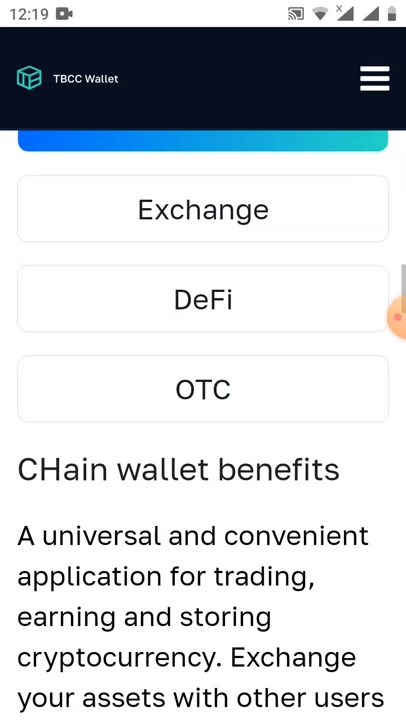 12:19
x
TBCC Wallet
Exchange
DeFi
OTC
CHain wallet benefits
A universal and convenient
application for trading,
earning and storing
cryptocurrency. Exchange
your assets with other users